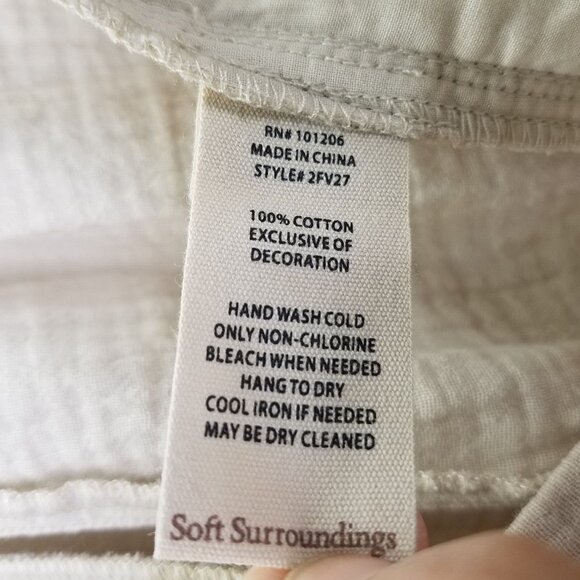 RN# 101206
MADE IN CHINA
STYLE# 2FV27
100% COTTON
EXCLUSIVE OF
DECORATION
HAND WASH COLD
ONLY NON-CHLORINE
BLEACH WHEN NEEDED
HANG TO DRY
COOL IRON IF NEEDED
MAY BE DRY CLEANED
Soft Surroundings